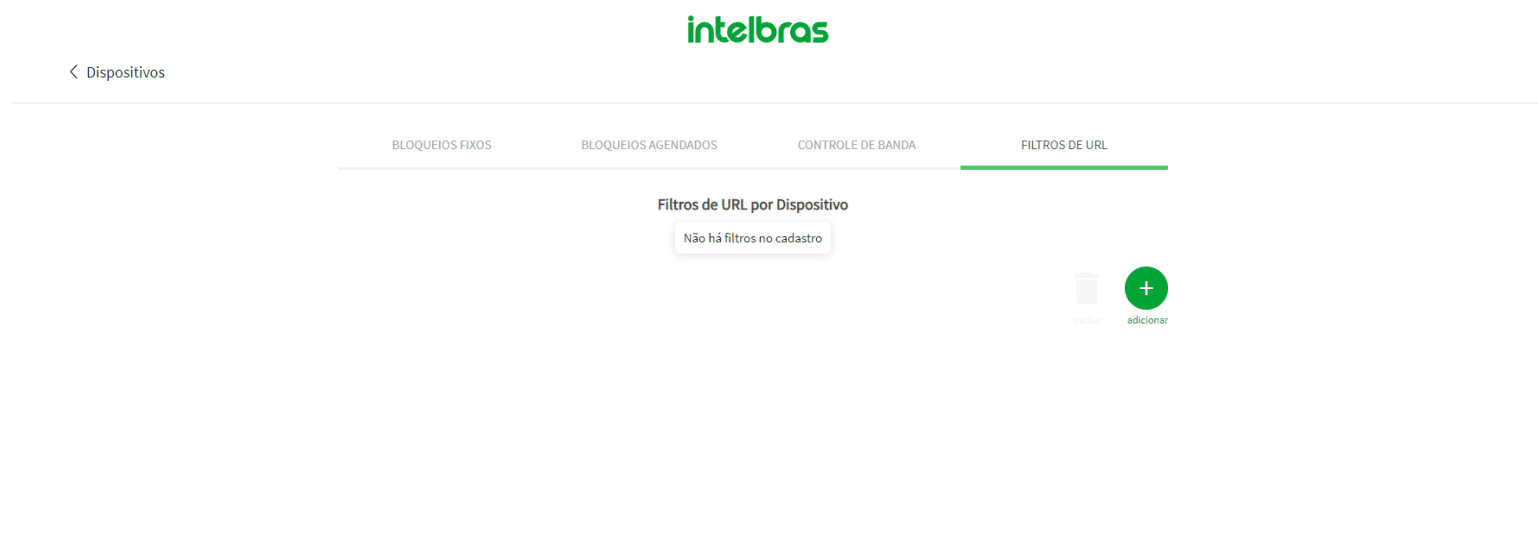 intelbras
Dispositivos
BLOQUEIOS FIXOS
BLOQUEIOS AGENDADOS
CONTROLE DE BANDA
FILTROS DE URL
Filtros de URL por Dispositivo
Não há filtros no cadastro
excluir
adicionar